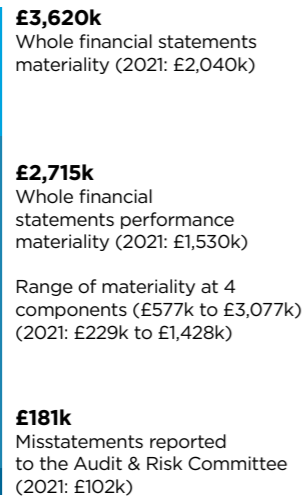 £3,620k
Whole financial statements
materiality (2021: £2,040k)
£2,715k
Whole financial
statements performance
materiality (2021: £1,530k)
Range of materiality at 4
components (£577k to £3,077k)
(2021: £229k to £1,428k)
£181k
Misstatements reported
to the Audit & Risk Committee
(2021: £102k)